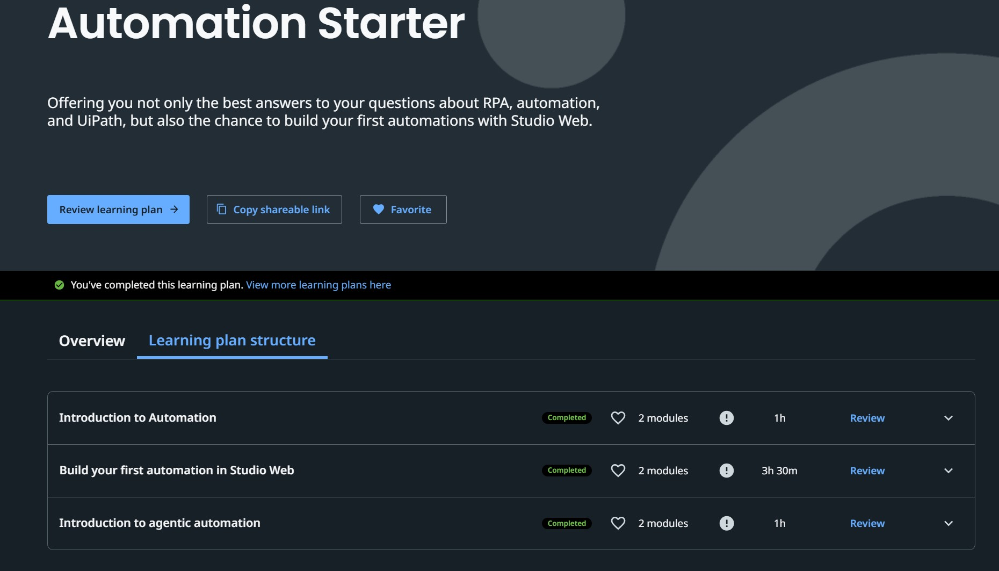 Automation Starter
Offering you not only the best answers to your questions about RPA, automation,
and UiPath, but also the chance to build your first automations with Studio Web.
Review learning plan
Copy shareable link
Favorite
You've completed this learning plan. View more learning plans here
Overview
Learning plan structure
Introduction to Automation Completed 2 modules 1h Review
Build your first automation in Studio Web Completed 2 modules 3h 30m Review
Introduction to agentic automation Completed 2 modules 1h Review